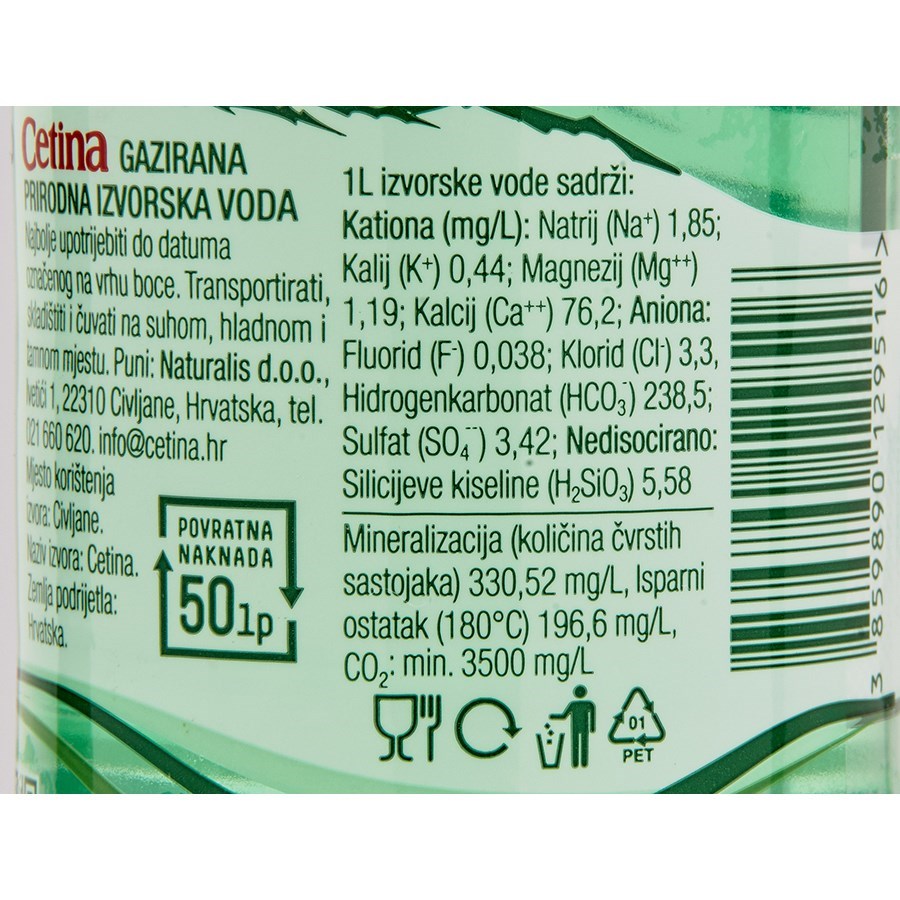 Cetina GAZIRANA
PRIRODNA IZVORSKA VODA
Najbolje upotrijebiti do datuma
označenog na vrhu boce. Transportirati,
skladištiti i čuvati na suhom, hladnom i
tamnom mjestu. Puni: Naturalis d.o.o.,
1, 22310 Civljane, Hrvatska, tel.
021 660 620. info@cetina.hr
Mjesto korištenja
izvora: Civljane.
Naziv izvora: Cetina.
Zemlja podrijetla:
Hrvatska.
POVRATNA
NAKNADA
50lp
1L izvorske vode sadrži:
Kationa (mg/L): Natrij (Na⁺) 1,85;
Kalij (K⁺) 0,44; Magnezij (Mg⁺⁺)
1,19; Kalcij (Ca⁺⁺) 76,2; Aniona:
Fluorid (F⁻) 0,038; Klorid (Cl⁻) 3,3,
Hidrogenkarbonat (HCO₃⁻) 238,5;
Sulfat (SO₄⁻⁻) 3,42; Nedisocirano:
Silicijeve kiseline (H₂SiO₃) 5,58
Mineralizacija (količina čvrstih
sastojaka) 330,52 mg/L, Isparni
ostatak (180°C) 196,6 mg/L,
CO₂: min. 3500 mg/L
01
PET
3 859890 129516 >